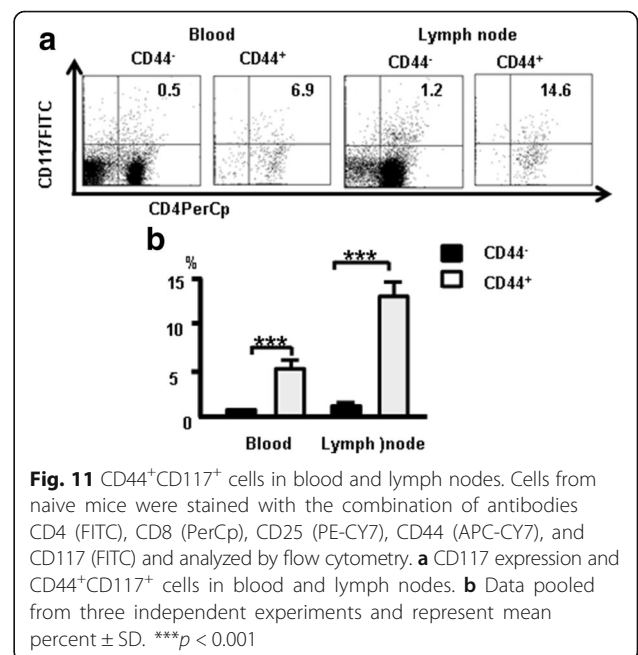 a
Blood
Lymph node
CD44-
CD44+
CD44-
CD44+
0.5
6.9
1.2
14.6
CD117FITC
CD4PerCp
b
%
15
10
5
0
***
***
CD44-
CD44+
Blood
Lymph )node
Fig. 11 CD44+CD117+ cells in blood and lymph nodes. Cells from
naive mice were stained with the combination of antibodies
CD4 (FITC), CD8 (PerCp), CD25 (PE-CY7), CD44 (APC-CY7), and
CD117 (FITC) and analyzed by flow cytometry. a CD117 expression and
CD44+CD117+ cells in blood and lymph nodes. b Data pooled
from three independent experiments and represent mean
percent ± SD. ***p < 0.001